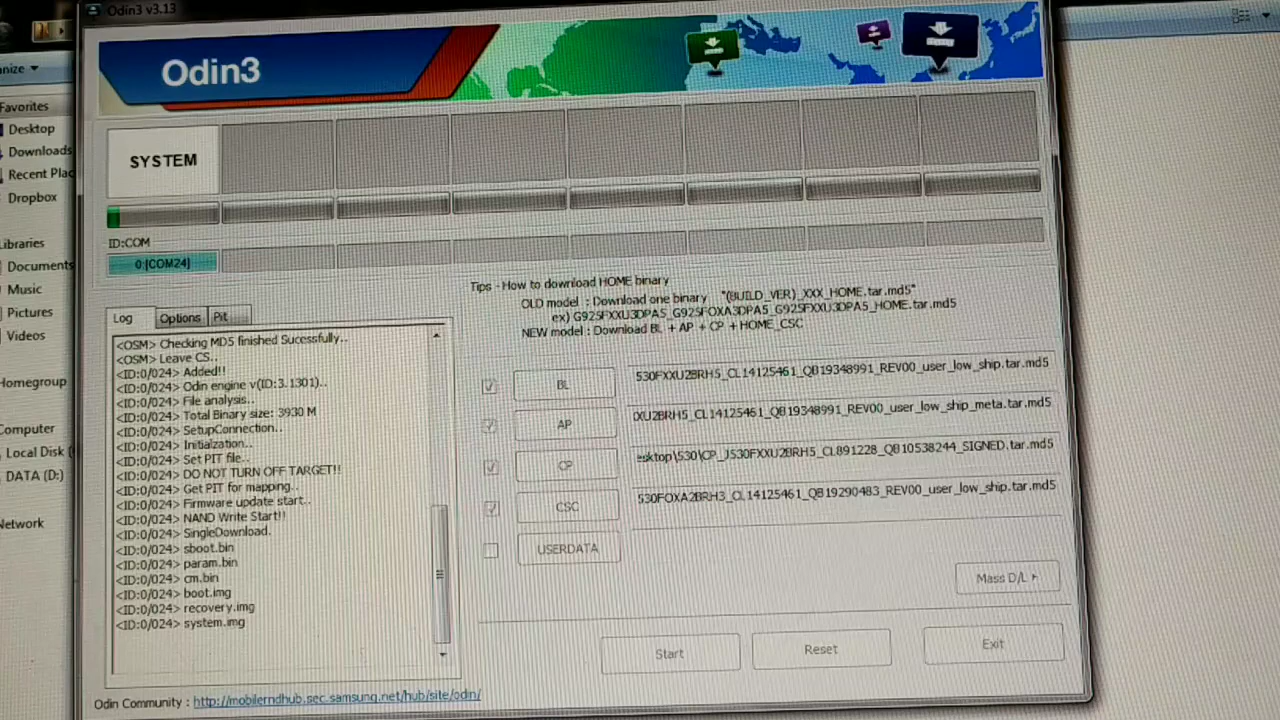 Odin3 v3.13
Odin3
SYSTEM
ID:COM
0:[COM24]
Log
Options
Pit
<OSM> Checking MD5 finished Sucessfully..
<OSM> Leave CS..
<ID:0/024> Added!!
<ID:0/024> Odin engine v(ID:3.1301)..
<ID:0/024> File analysis..
<ID:0/024> Total Binary size: 3930 M
<ID:0/024> SetupConnection..
<ID:0/024> Initialzation..
<ID:0/024> Set PIT file..
<ID:0/024> DO NOT TURN OFF TARGET!!
<ID:0/024> Get PIT for mapping..
<ID:0/024> Firmware update start..
<ID:0/024> NAND Write Start!!
<ID:0/024> SingleDownload.
<ID:0/024> sboot.bin
<ID:0/024> param.bin
<ID:0/024> cm.bin
<ID:0/024> boot.img
<ID:0/024> recovery.img
<ID:0/024> system.img
Tips - How to download HOME binary
OLD model : Download one binary "(BUILD_VER)_XXX_HOME.tar.md5"
ex) G925FXXU3DPA5_G925FOXA3DPA5_G925FXXU3DPA5_HOME.tar.md5
NEW model : Download BL + AP + CP + HOME_CSC
BL
530FXXU2BRH5_CL14125461_QB19348991_REV00_user_low_ship.tar.md5
AP
XU2BRH5_CL14125461_QB19348991_REV00_user_low_ship_meta.tar.md5
CP
esktop\530\CP_J530FXXU2BRH5_CL891228_QB10538244_SIGNED.tar.md5
CSC
530FOXA2BRH3_CL14125461_QB19290483_REV00_user_low_ship.tar.md5
USERDATA
Mass D/L
Start
Reset
Exit
Odin Community : http://mobilerndhub.sec.samsung.net/hub/site/odin/
anize
Favorites
Desktop
Downloads
Recent Plac
Dropbox
Libraries
Documents
Music
Pictures
Videos
Homegroup
Computer
Local Disk (
DATA (D:)
Network